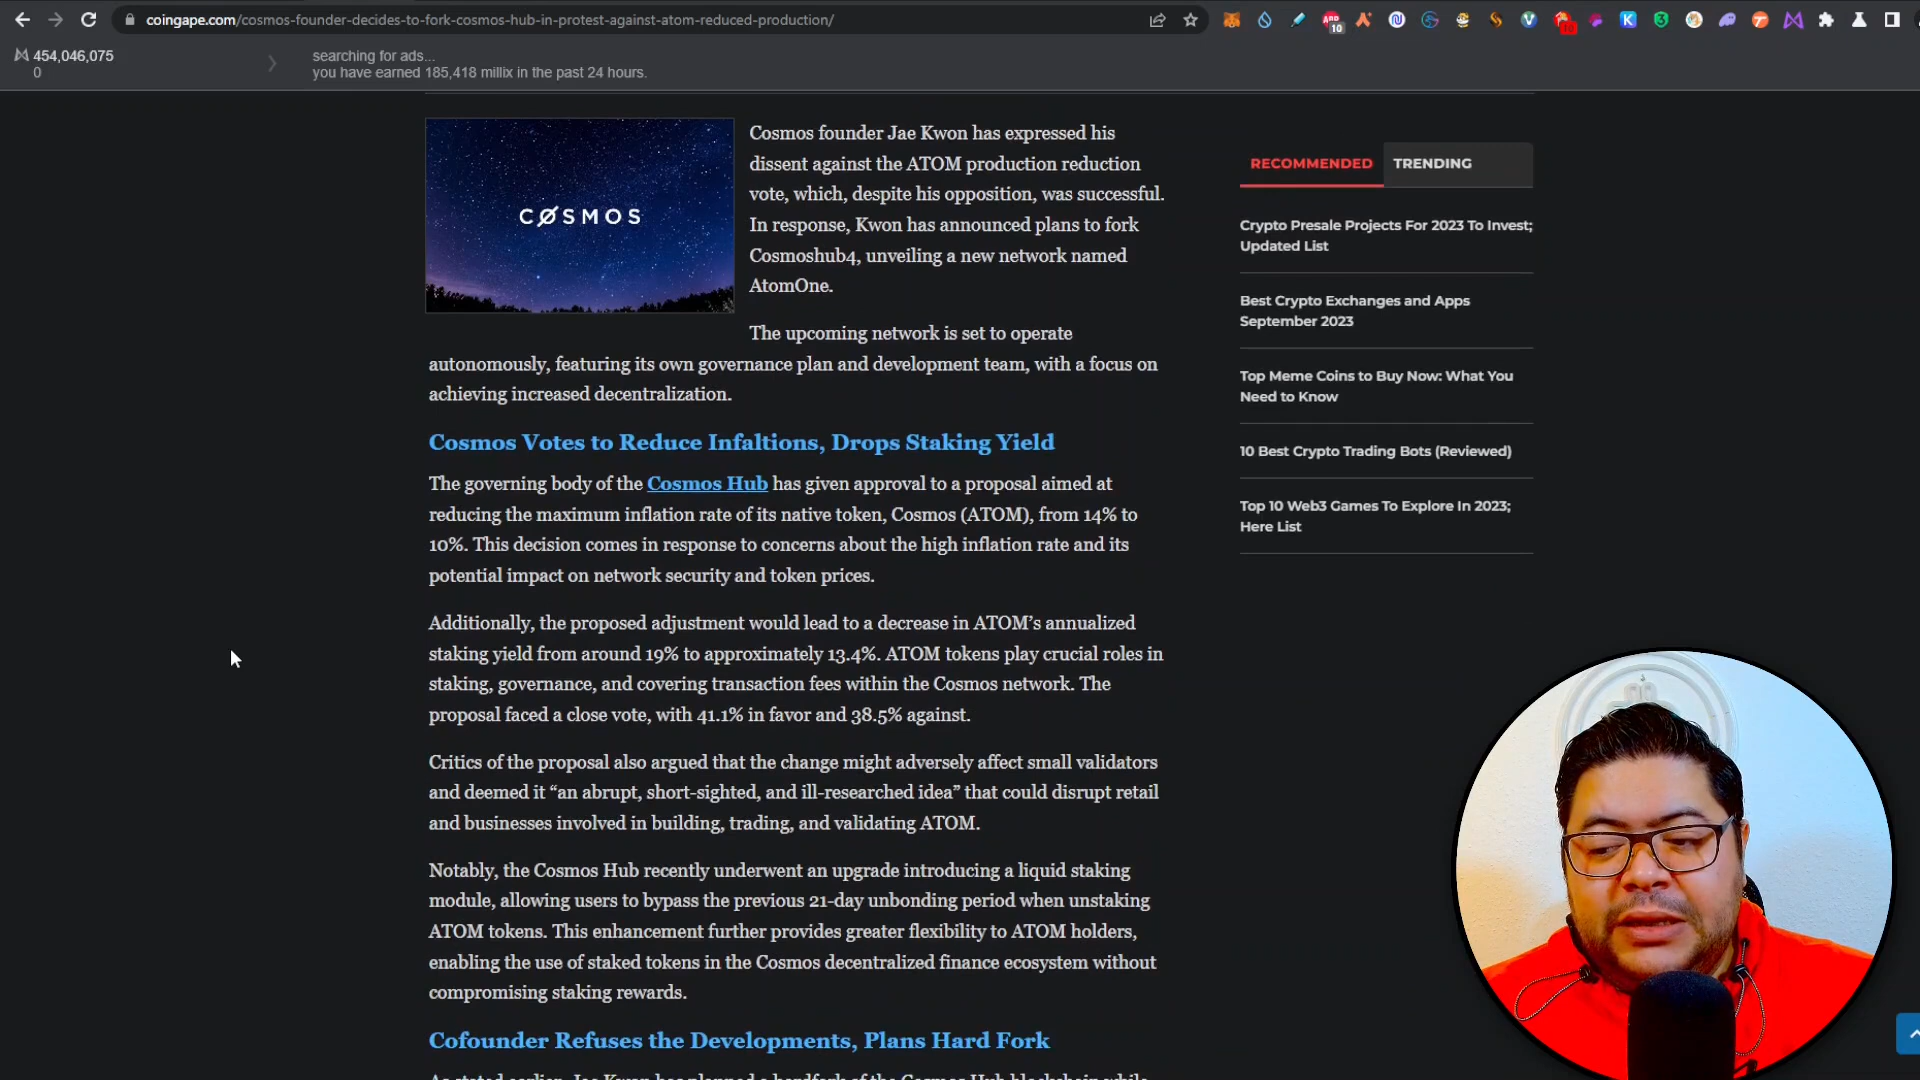 coingape.com/cosmos-founder-decides-to-fork-cosmos-hub-in-protest-against-atom-reduced-production/
454,046,075
0
searching for ads...
you have earned 185,418 millix in the past 24 hours.
COSMOS
Cosmos founder Jae Kwon has expressed his
dissent against the ATOM production reduction
vote, which, despite his opposition, was successful.
In response, Kwon has announced plans to fork
Cosmoshub4, unveiling a new network named
AtomOne.
The upcoming network is set to operate
autonomously, featuring its own governance plan and development team, with a focus on
achieving increased decentralization.
Cosmos Votes to Reduce Infaltions, Drops Staking Yield
The governing body of the Cosmos Hub has given approval to a proposal aimed at
reducing the maximum inflation rate of its native token, Cosmos (ATOM), from 14% to
10%. This decision comes in response to concerns about the high inflation rate and its
potential impact on network security and token prices.
Additionally, the proposed adjustment would lead to a decrease in ATOM’s annualized
staking yield from around 19% to approximately 13.4%. ATOM tokens play crucial roles in
staking, governance, and covering transaction fees within the Cosmos network. The
proposal faced a close vote, with 41.1% in favor and 38.5% against.
Critics of the proposal also argued that the change might adversely affect small validators
and deemed it “an abrupt, short-sighted, and ill-researched idea” that could disrupt retail
and businesses involved in building, trading, and validating ATOM.
Notably, the Cosmos Hub recently underwent an upgrade introducing a liquid staking
module, allowing users to bypass the previous 21-day unbonding period when unstaking
ATOM tokens. This enhancement further provides greater flexibility to ATOM holders,
enabling the use of staked tokens in the Cosmos decentralized finance ecosystem without
compromising staking rewards.
Cofounder Refuses the Developments, Plans Hard Fork
RECOMMENDED
TRENDING
Crypto Presale Projects For 2023 To Invest;
Updated List
Best Crypto Exchanges and Apps
September 2023
Top Meme Coins to Buy Now: What You
Need to Know
10 Best Crypto Trading Bots (Reviewed)
Top 10 Web3 Games To Explore In 2023;
Here List